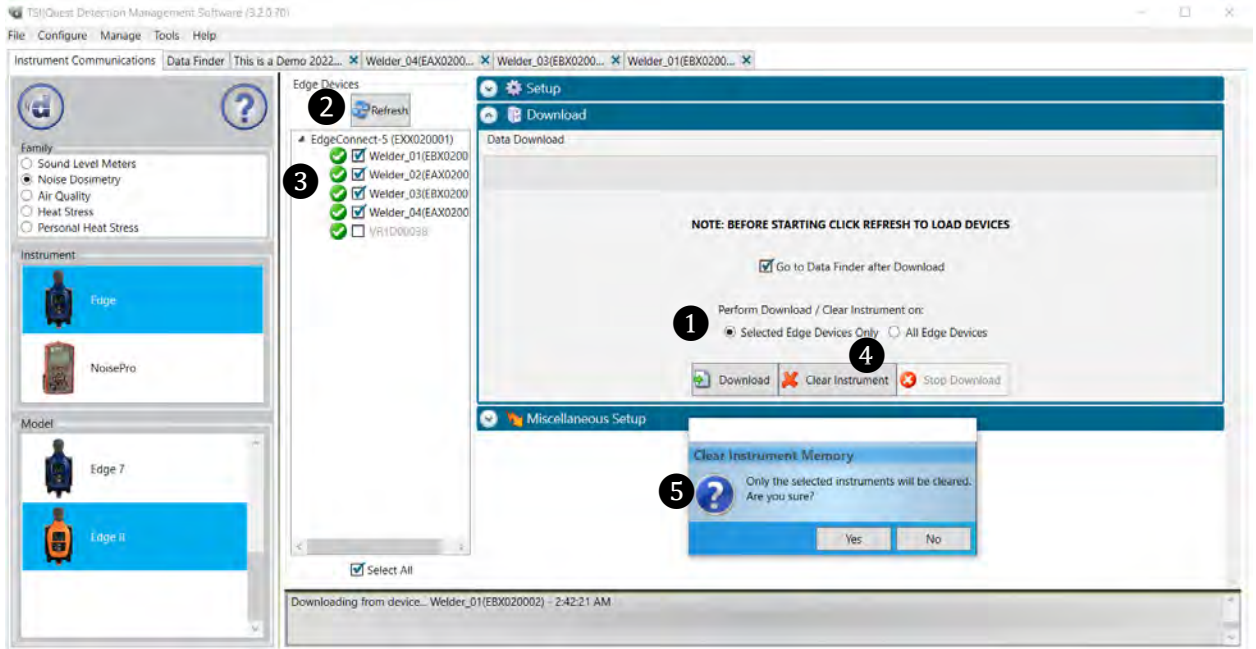 TSI|Quest Detection Management Software (3.2.0.70)
File Configure Manage Tools Help
Instrument Communications Data Finder This is a Demo 2022... Welder_04(EAX0200... Welder_03(EBX0200... Welder_01(EBX0200...
Family
Sound Level Meters
Noise Dosimetry
Air Quality
Heat Stress
Personal Heat Stress
Instrument
Edge
NoisePro
Model
Edge 7
Edge II
Edge Devices
2 Refresh
EdgeConnect-5 (EXX020001)
Welder_01(EBX0200
3 Welder_02(EAX0200
Welder_03(EBX0200
Welder_04(EAX0200
VR1D00038
Select All
Setup
Download
Data Download
NOTE: BEFORE STARTING CLICK REFRESH TO LOAD DEVICES
Go to Data Finder after Download
Perform Download / Clear Instrument on:
1 Selected Edge Devices Only All Edge Devices
4
Download Clear Instrument Stop Download
Miscellaneous Setup
Clear Instrument Memory
5 ? Only the selected instruments will be cleared.
Are you sure?
Yes No
Downloading from device... Welder_01(EBX020002) - 2:42:21 AM